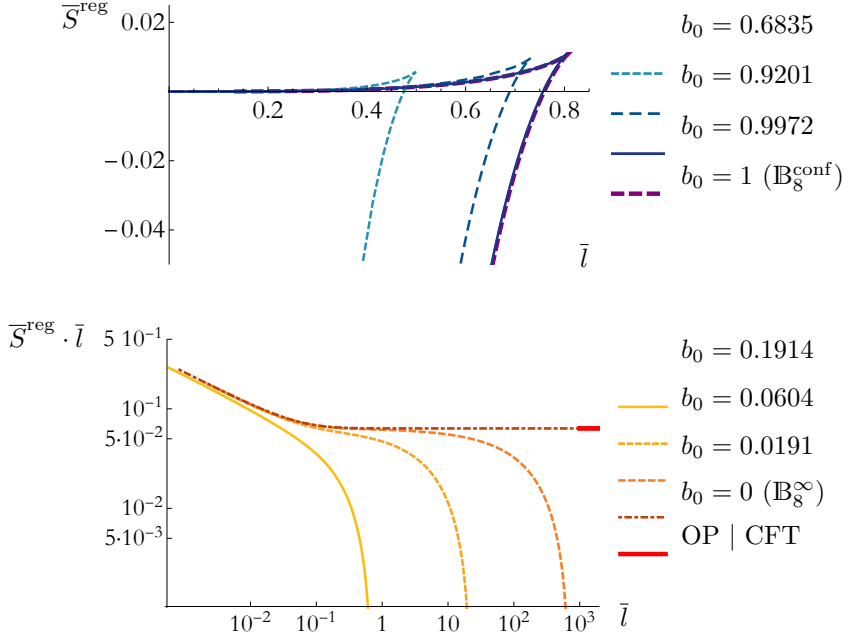 S̅^reg
0.02
0.2 0.4 0.6 0.8
−0.02
−0.04
l̄
b₀ = 0.6835
b₀ = 0.9201
b₀ = 0.9972
b₀ = 1 (𝔹₈^conf)
S̅^reg · l̄
5 10⁻¹
10⁻¹
5·10⁻²
10⁻²
5·10⁻³
10⁻² 10⁻¹ 1 10 10² 10³
l̄
b₀ = 0.1914
b₀ = 0.0604
b₀ = 0.0191
b₀ = 0 (𝔹₈^∞)
OP | CFT